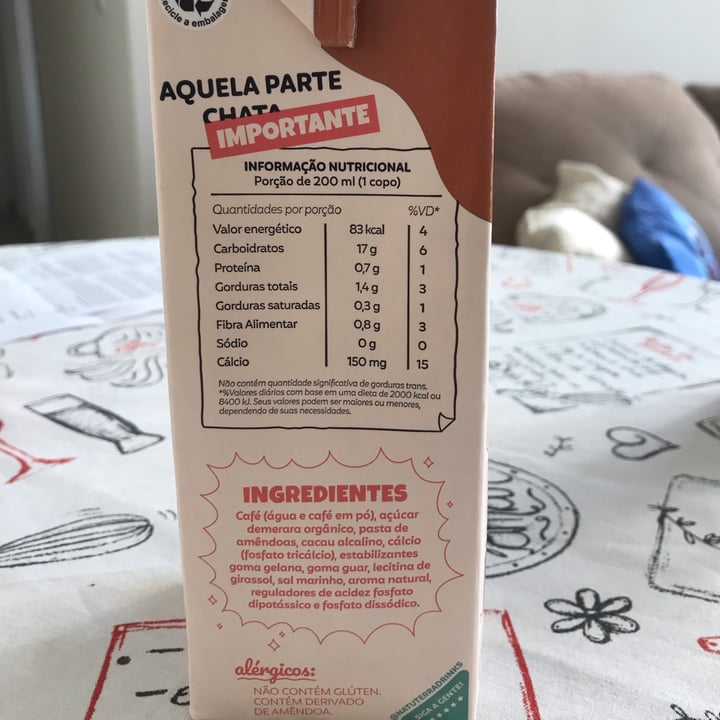 ecicle a embalage
AQUELA PARTE
CHATA
IMPORTANTE
INFORMAÇÃO NUTRICIONAL
Porção de 200 ml (1 copo)
Quantidades por porção %VD*
Valor energético 83 kcal 4
Carboidratos 17 g 6
Proteína 0,7 g 1
Gorduras totais 1,4 g 3
Gorduras saturadas 0,3 g 1
Fibra Alimentar 0,8 g 3
Sódio 0 g 0
Cálcio 150 mg 15
Não contém quantidade significativa de gorduras trans.
*%Valores diários com base em uma dieta de 2000 kcal ou
8400 kJ. Seus valores podem ser maiores ou menores,
dependendo de suas necessidades.
INGREDIENTES
Café (água e café em pó), açúcar
demerara orgânico, pasta de
amêndoas, cacau alcalino, cálcio
(fosfato tricálcio), estabilizantes
goma gelana, goma guar, lecitina de
girassol, sal marinho, aroma natural,
reguladores de acidez fosfato
dipotássico e fosfato dissódico.
alérgicos:
NÃO CONTÉM GLÚTEN.
CONTÉM DERIVADO
DE AMÊNDOA.
@NATUTERRADRINKS
SIGA A GENTE!